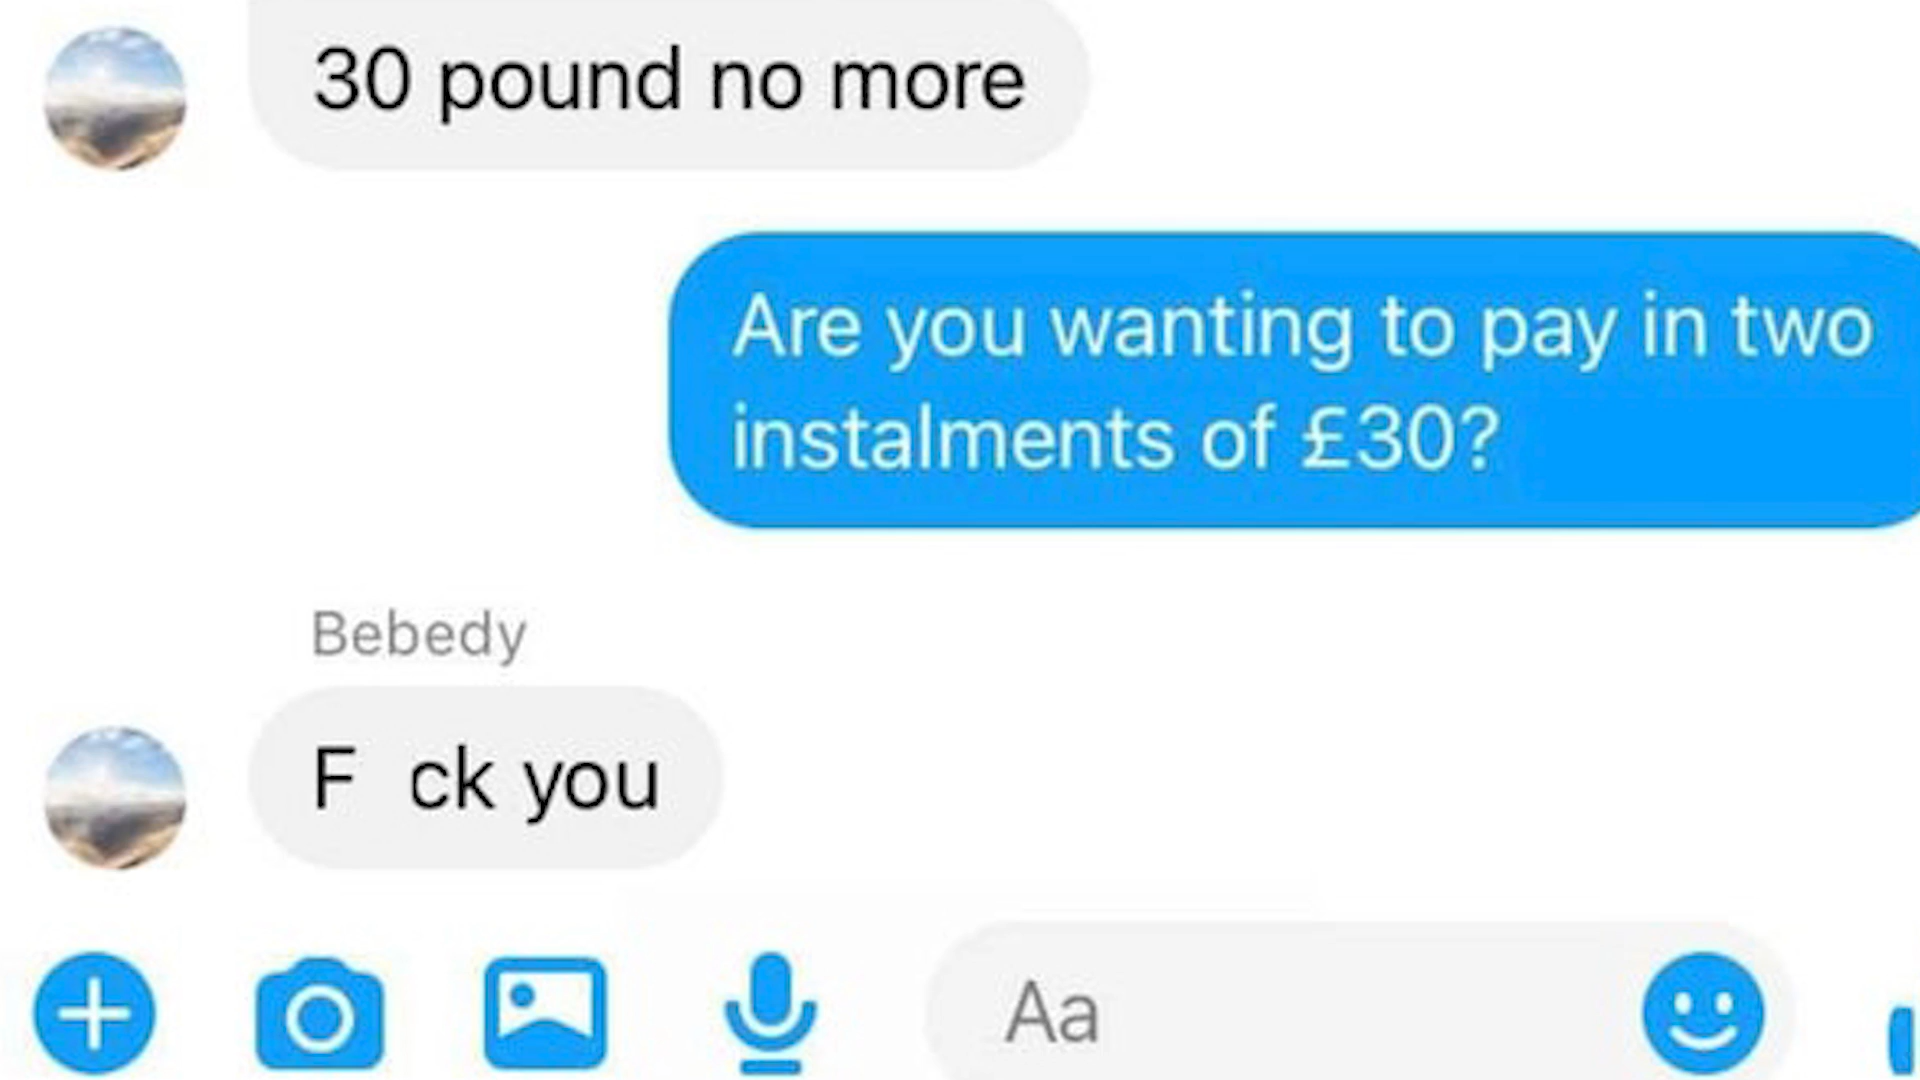 30 pound no more
Are you wanting to pay in two
instalments of £30?
Bebedy
F ck you
Aa